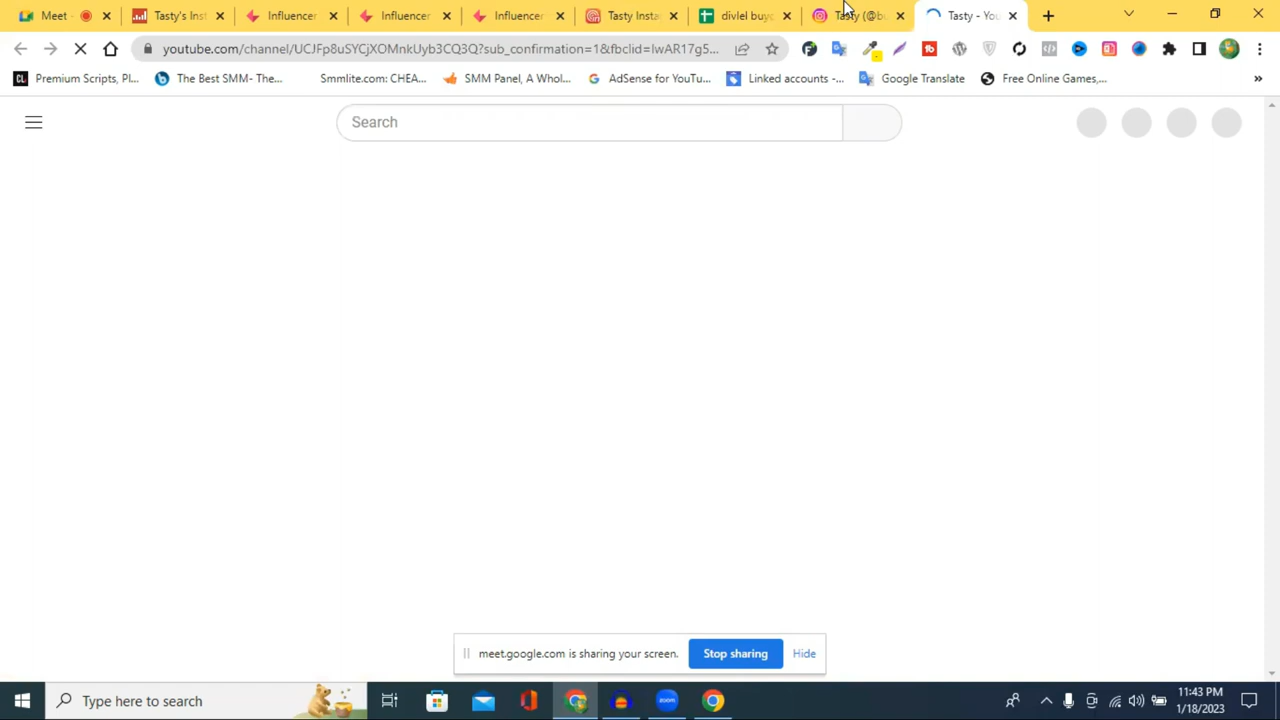 Meet -
Tasty's Inst
Influencer
Influencer
Influencer
Tasty Insta
divlel buyg
Tasty (@bu
Tasty - You
youtube.com/channel/UCJFp8uSYCjXOMnkUyb3CQ3Q?sub_confirmation=1&fbclid=IwAR17g5...
Premium Scripts, Pl...
The Best SMM- The...
Smmlite.com: CHEA...
SMM Panel, A Whol...
AdSense for YouTu...
Linked accounts -...
Google Translate
Free Online Games,...
»
Search
meet.google.com is sharing your screen.
Stop sharing
Hide
Type here to search
zoom
11:43 PM
1/18/2023